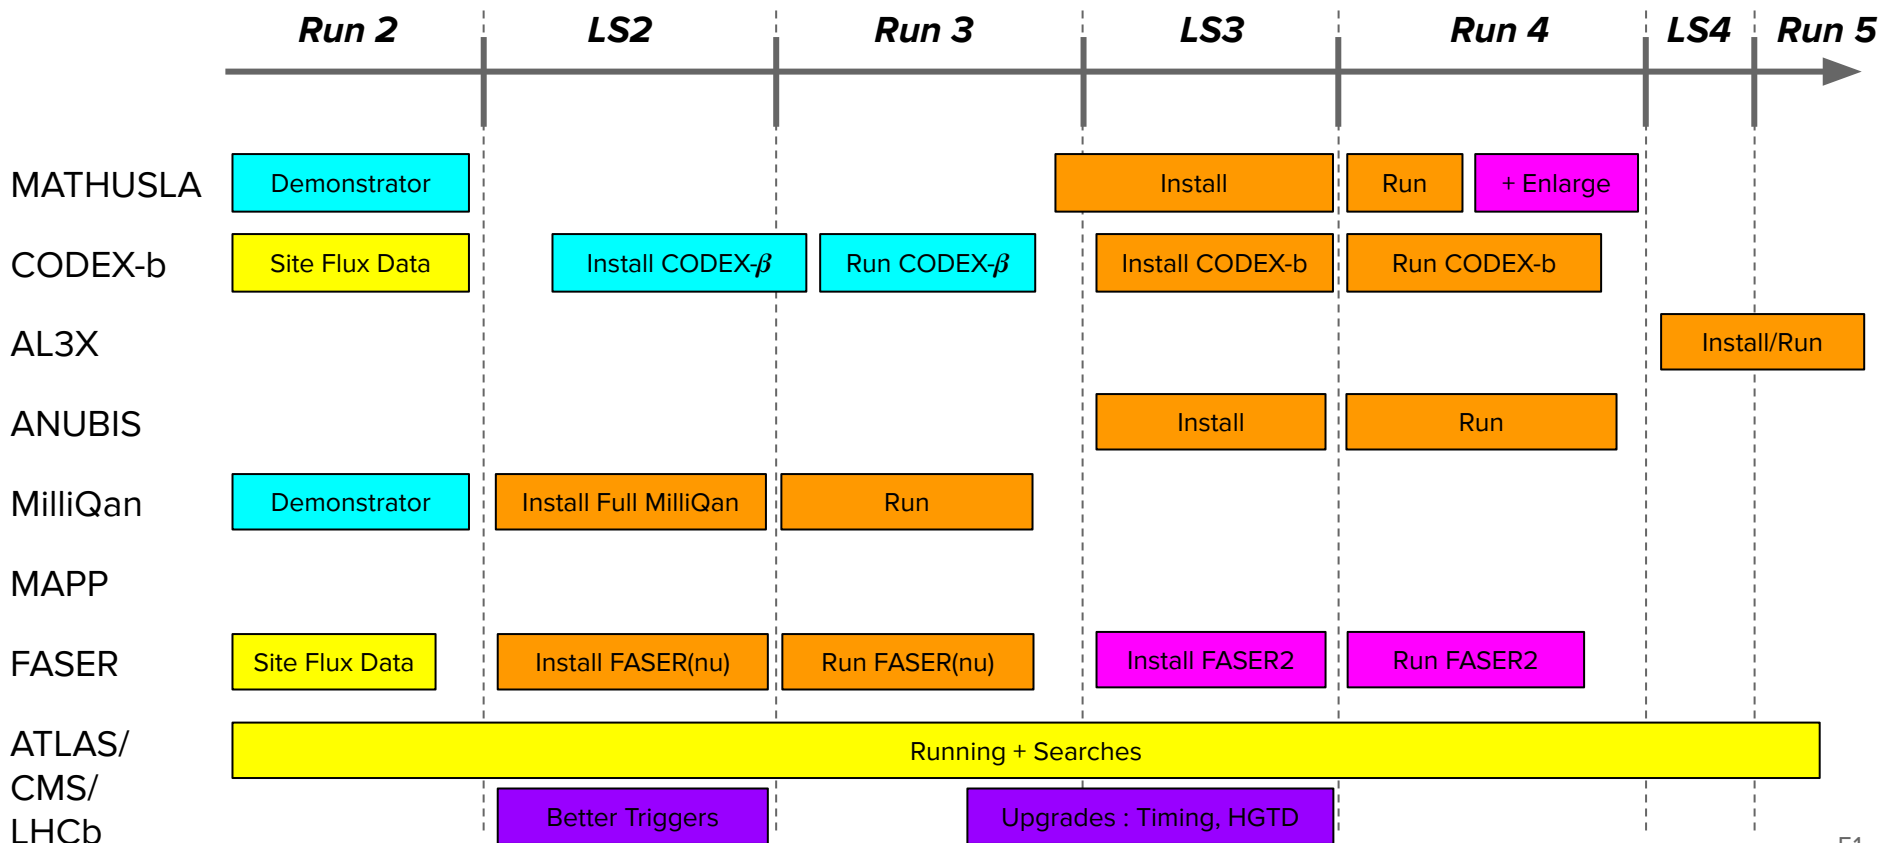 Run 2 LS2 Run 3 LS3 Run 4 LS4 Run 5
MATHUSLA Demonstrator Install Run + Enlarge
CODEX-b Site Flux Data Install CODEX-β Run CODEX-β Install CODEX-b Run CODEX-b
AL3X Install/Run
ANUBIS Install Run
MilliQan Demonstrator Install Full MilliQan Run
MAPP
FASER Site Flux Data Install FASER(nu) Run FASER(nu) Install FASER2 Run FASER2
ATLAS/ Running + Searches
CMS/
LHCb Better Triggers Upgrades : Timing, HGTD